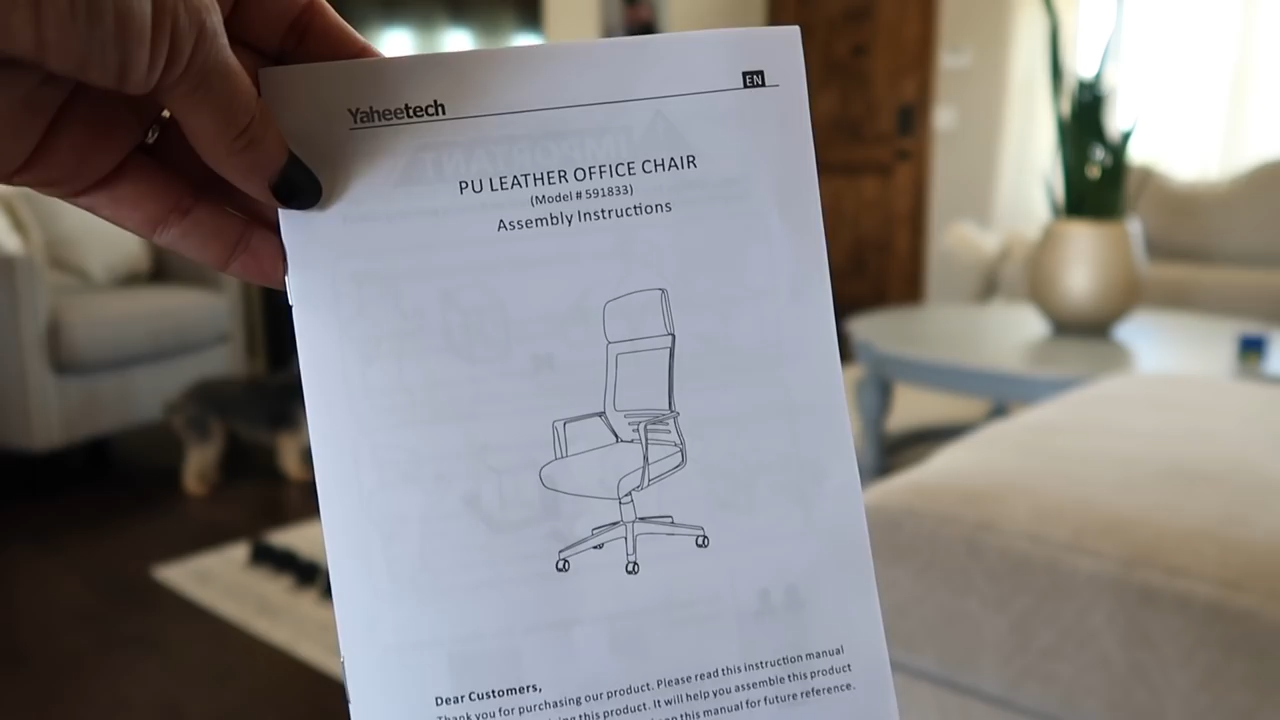 EN
Yaheetech
PU LEATHER OFFICE CHAIR
(Model # 591833)
Assembly Instructions
Dear Customers,
Thank you for purchasing our product. Please read this instruction manual
this product. It will help you assemble this product
this manual for future reference.